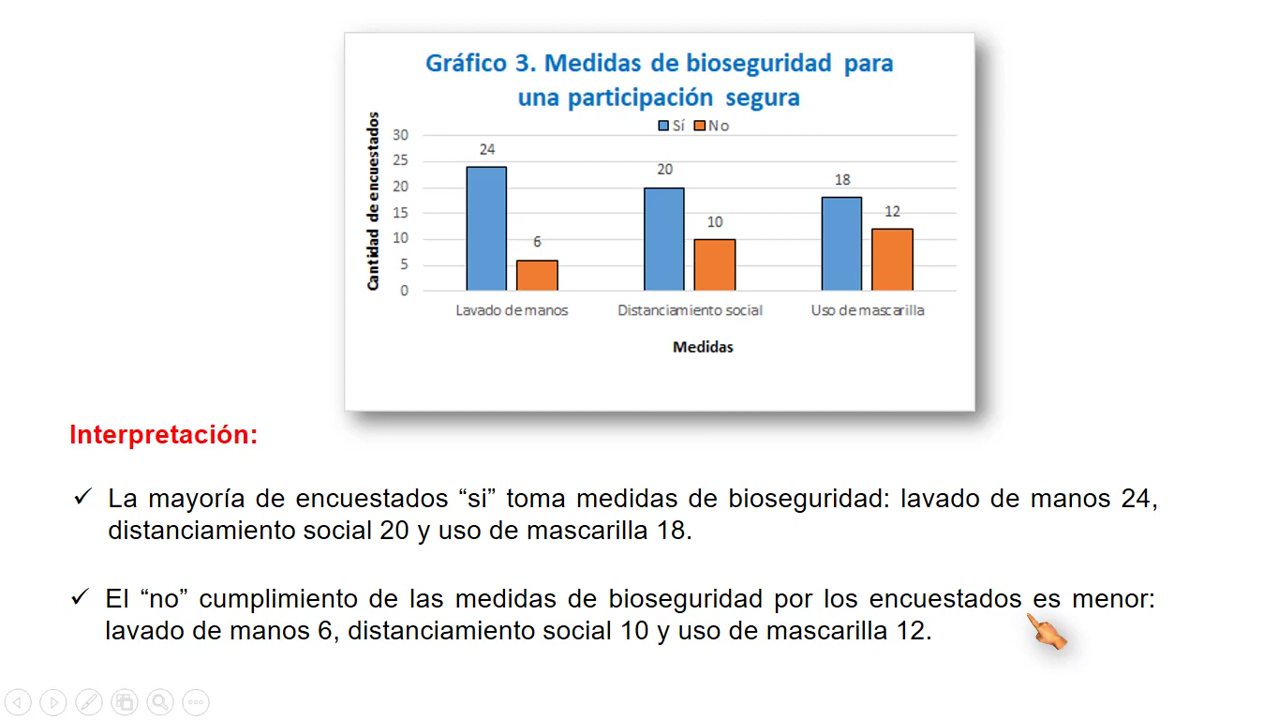 Gráfico 3. Medidas de bioseguridad para
una participación segura
Sí No
Cantidad de encuestados
30
25
20
15
10
5
0
24
6
20
10
18
12
Lavado de manos Distanciamiento social Uso de mascarilla
Medidas
Interpretación:
✓ La mayoría de encuestados “si” toma medidas de bioseguridad: lavado de manos 24,
distanciamiento social 20 y uso de mascarilla 18.
✓ El “no” cumplimiento de las medidas de bioseguridad por los encuestados es menor:
lavado de manos 6, distanciamiento social 10 y uso de mascarilla 12.